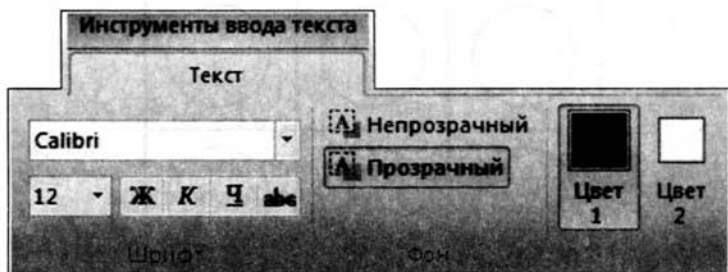 Инструменты ввода текста
Текст
Calibri
Непрозрачный
Прозрачный
12 Ж К Ч abc
Цвет 1
Цвет 2
Шрифт
Фон